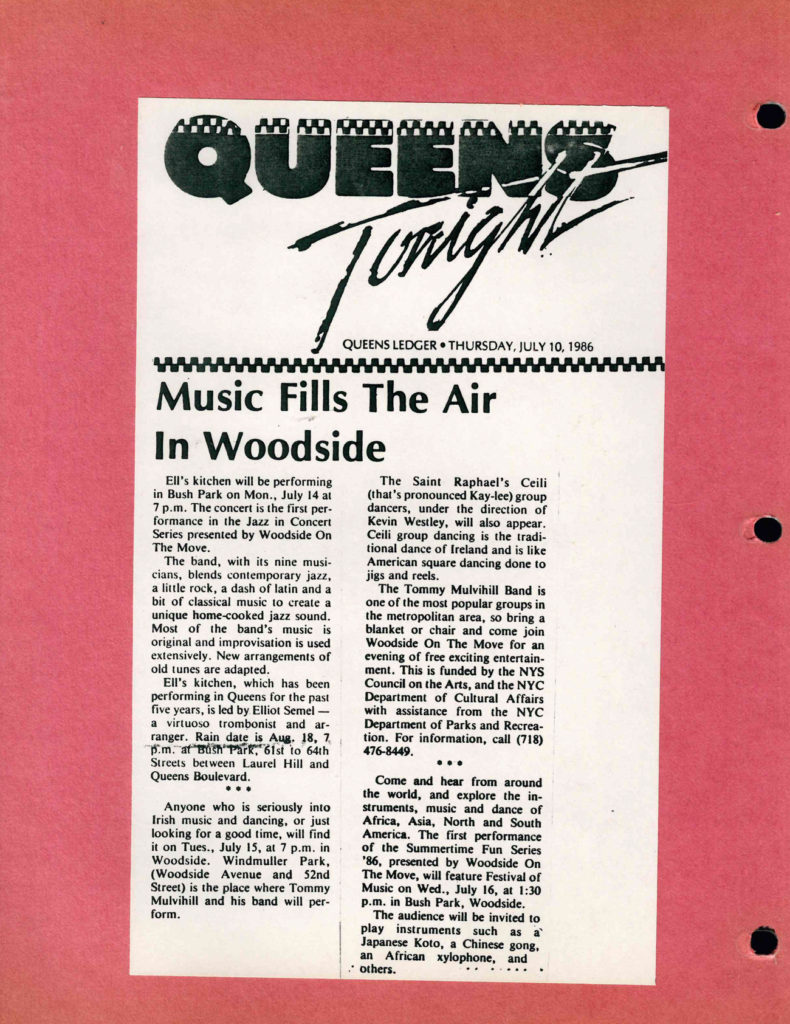 QUEENS
Tonight
QUEENS LEDGER • THURSDAY, JULY 10, 1986
Music Fills The Air
In Woodside
Ell's kitchen will be performing
in Bush Park on Mon., July 14 at
7 p.m. The concert is the first per-
formance in the Jazz in Concert
Series presented by Woodside On
The Move.
The band, with its nine musi-
cians, blends contemporary jazz,
a little rock, a dash of latin and a
bit of classical music to create a
unique home-cooked jazz sound.
Most of the band's music is
original and improvisation is used
extensively. New arrangements of
old tunes are adapted.
Ell's kitchen, which has been
performing in Queens for the past
five years, is led by Elliot Semel —
a virtuoso trombonist and ar-
ranger. Rain date is Aug. 18, 7
p.m. at Bush Park, 61st to 64th
Streets between Laurel Hill and
Queens Boulevard.
* * *
Anyone who is seriously into
Irish music and dancing, or just
looking for a good time, will find
it on Tues., July 15, at 7 p.m. in
Woodside. Windmuller Park,
(Woodside Avenue and 52nd
Street) is the place where Tommy
Mulvihill and his band will per-
form.
The Saint Raphael's Ceili
(that's pronounced Kay-lee) group
dancers, under the direction of
Kevin Westley, will also appear.
Ceili group dancing is the tradi-
tional dance of Ireland and is like
American square dancing done to
jigs and reels.
The Tommy Mulvihill Band is
one of the most popular groups in
the metropolitan area, so bring a
blanket or chair and come join
Woodside On The Move for an
evening of free exciting entertain-
ment. This is funded by the NYS
Council on the Arts, and the NYC
Department of Cultural Affairs
with assistance from the NYC
Department of Parks and Recrea-
tion. For information, call (718)
476-8449.
* * *
Come and hear from around
the world, and explore the in-
struments, music and dance of
Africa, Asia, North and South
America. The first performance
of the Summertime Fun Series
'86, presented by Woodside On
The Move, will feature Festival of
Music on Wed., July 16, at 1:30
p.m. in Bush Park, Woodside.
The audience will be invited to
play instruments such as a
Japanese Koto, a Chinese gong,
an African xylophone, and
others.